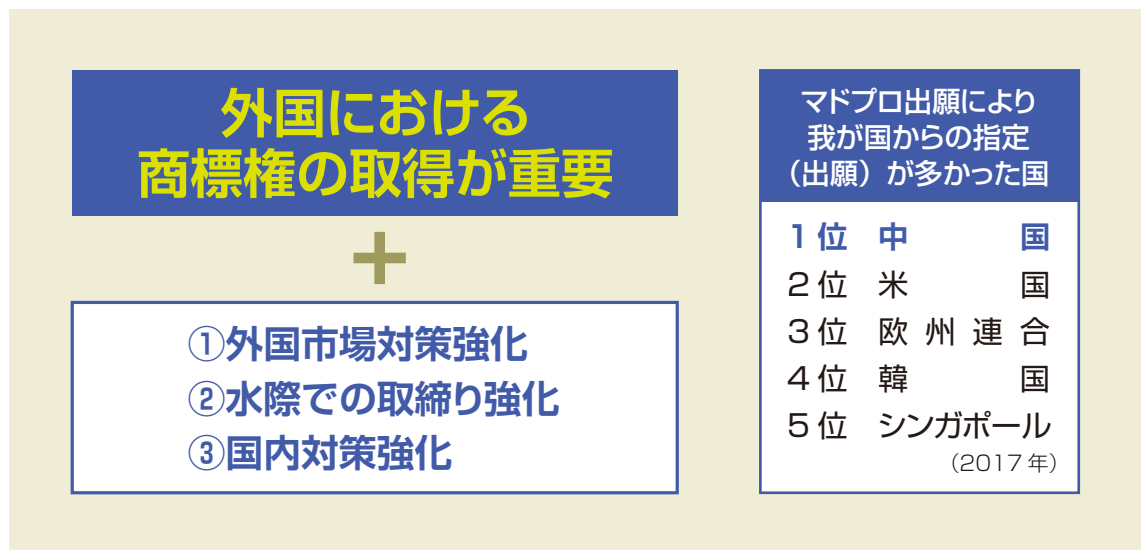 外国における
商標権の取得が重要
+
①外国市場対策強化
②水際での取締り強化
③国内対策強化
マドプロ出願により
我が国からの指定
（出願）が多かった国
1位 中国
2位 米国
3位 欧州連合
4位 韓国
5位 シンガポール
（2017年）